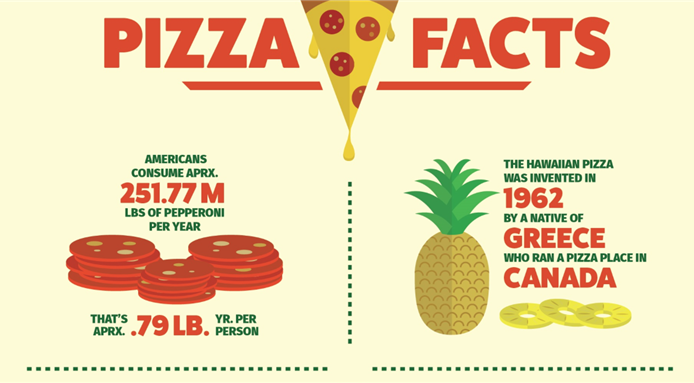 PIZZA FACTS
AMERICANS
CONSUME APRX.
251.77 M
LBS OF PEPPERONI
PER YEAR
THAT'S
APRX.
.79 LB.
YR. PER
PERSON
THE HAWAIIAN PIZZA
WAS INVENTED IN
1962
BY A NATIVE OF
GREECE
WHO RAN A PIZZA PLACE IN
CANADA